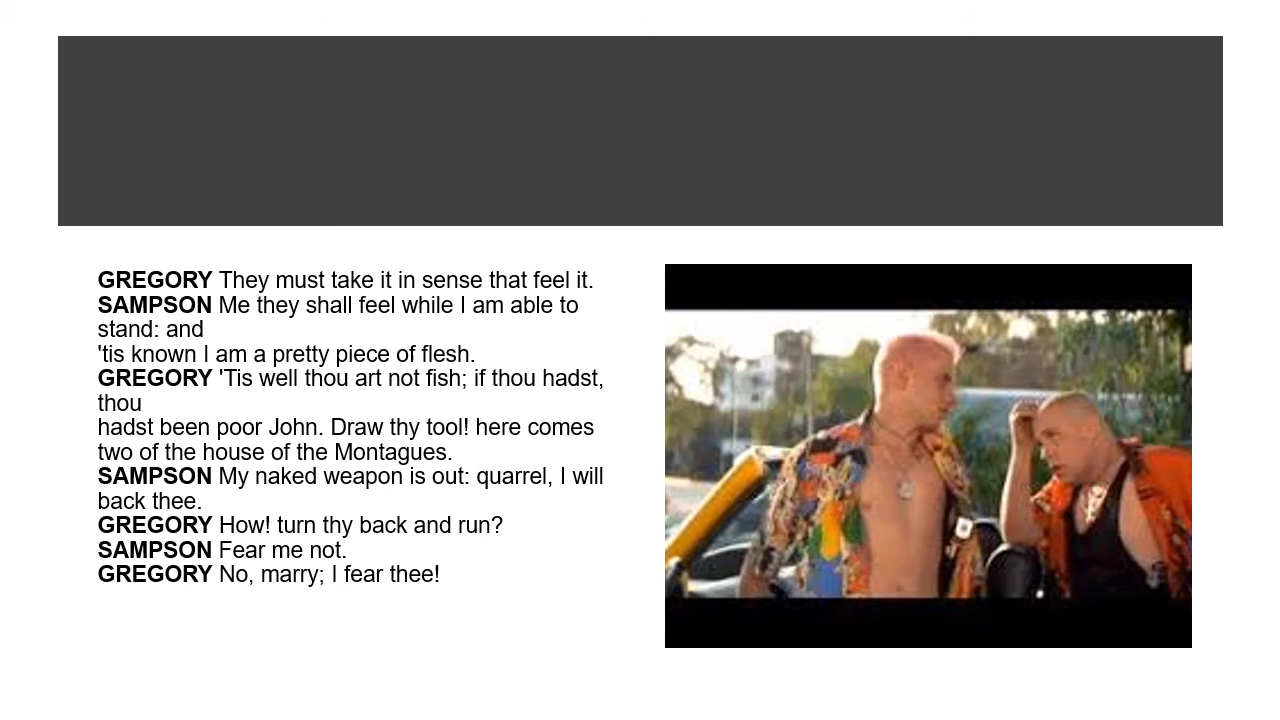 GREGORY They must take it in sense that feel it.
SAMPSON Me they shall feel while I am able to
stand: and
'tis known I am a pretty piece of flesh.
GREGORY 'Tis well thou art not fish; if thou hadst,
thou
hadst been poor John. Draw thy tool! here comes
two of the house of the Montagues.
SAMPSON My naked weapon is out: quarrel, I will
back thee.
GREGORY How! turn thy back and run?
SAMPSON Fear me not.
GREGORY No, marry; I fear thee!